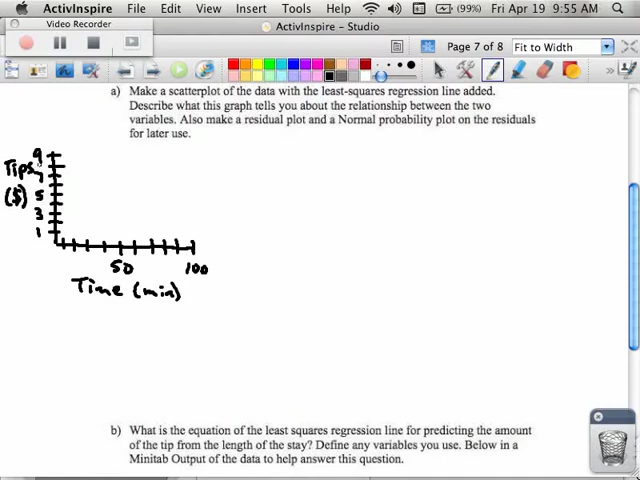 ActivInspire File Edit View Insert Tools Help (99%) Fri Apr 19 9:55 AM
Video Recorder
ActivInspire – Studio
Page 7 of 8 Fit to Width
a) Make a scatterplot of the data with the least-squares regression line added.
Describe what this graph tells you about the relationship between the two
variables. Also make a residual plot and a Normal probability plot on the residuals
for later use.
9
Tips 7
($) 5
3
1
50 100
Time (min)
b) What is the equation of the least squares regression line for predicting the amount
of the tip from the length of the stay? Define any variables you use. Below in a
Minitab Output of the data to help answer this question.